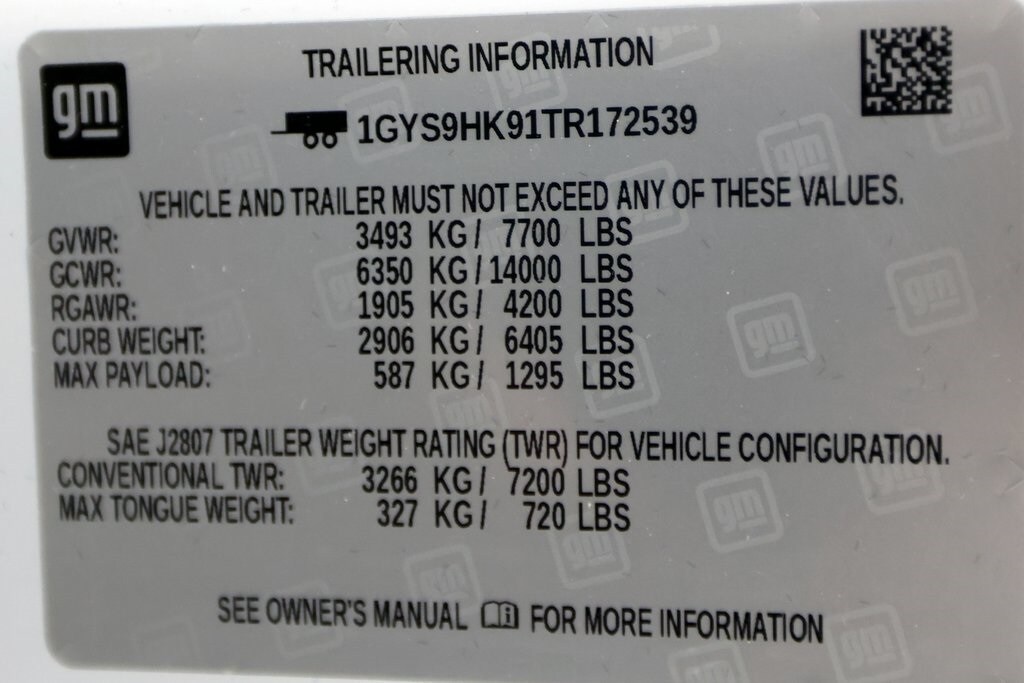 gm
TRAILERING INFORMATION
1GYS9HK91TR172539
VEHICLE AND TRAILER MUST NOT EXCEED ANY OF THESE VALUES.
GVWR: 3493 KG/ 7700 LBS
GCWR: 6350 KG/14000 LBS
RGAWR: 1905 KG/ 4200 LBS
CURB WEIGHT: 2906 KG/ 6405 LBS
MAX PAYLOAD: 587 KG/ 1295 LBS
SAE J2807 TRAILER WEIGHT RATING (TWR) FOR VEHICLE CONFIGURATION.
CONVENTIONAL TWR: 3266 KG/ 7200 LBS
MAX TONGUE WEIGHT: 327 KG/ 720 LBS
SEE OWNER'S MANUAL FOR MORE INFORMATION